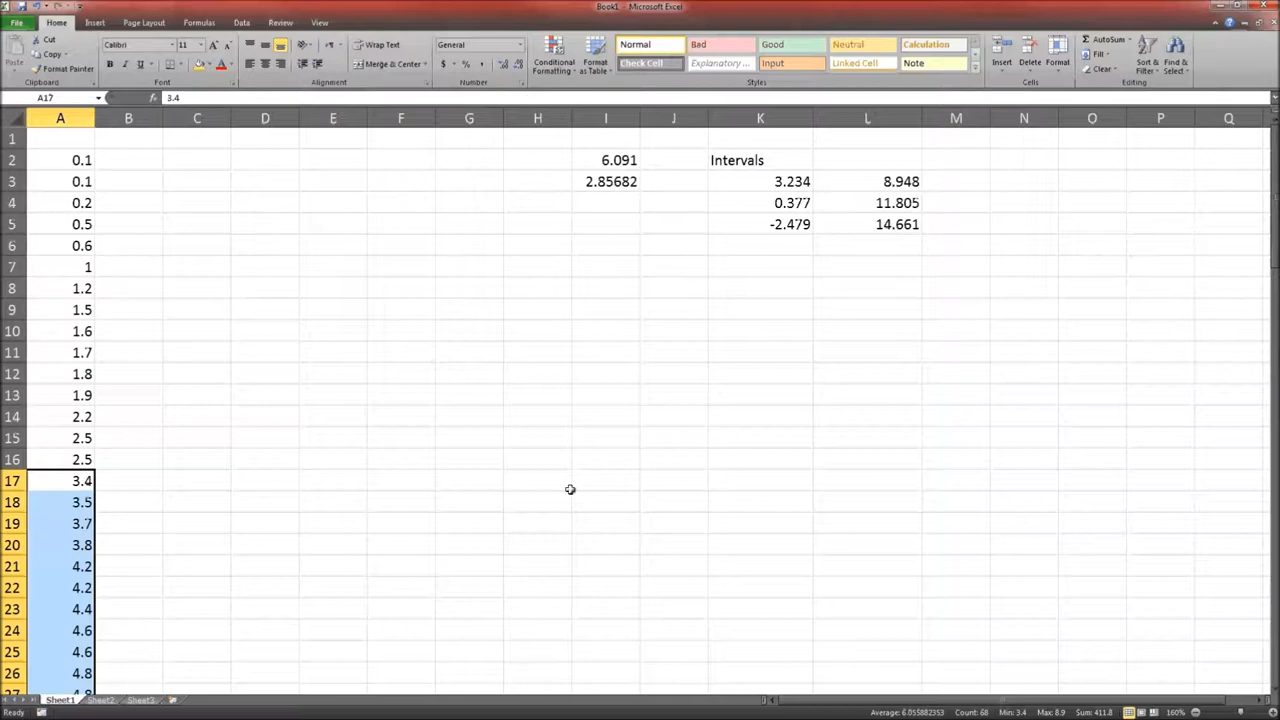 Book1 - Microsoft Excel
File Home Insert Page Layout Formulas Data Review View
Cut
Copy
Format Painter
Paste
Clipboard
Calibri 11
Font
Wrap Text
Merge & Center
Alignment
General
Number
Conditional Formatting
Format as Table
Normal Bad Good Neutral Calculation
Check Cell Explanatory ... Input Linked Cell Note
Styles
Insert Delete Format
Cells
AutoSum
Fill
Clear
Sort & Filter
Find & Select
Editing
A17 fx 3.4
A B C D E F G H I J K L M N O P Q
1
2 0.1 6.091 Intervals
3 0.1 2.85682 3.234 8.948
4 0.2 0.377 11.805
5 0.5 -2.479 14.661
6 0.6
7 1
8 1.2
9 1.5
10 1.6
11 1.7
12 1.8
13 1.9
14 2.2
15 2.5
16 2.5
17 3.4
18 3.5
19 3.7
20 3.8
21 4.2
22 4.2
23 4.4
24 4.6
25 4.6
26 4.8
27 4.8
Sheet1 Sheet2 Sheet3
Ready Average: 6.055882353 Count: 68 Min: 3.4 Max: 8.9 Sum: 411.8 160%